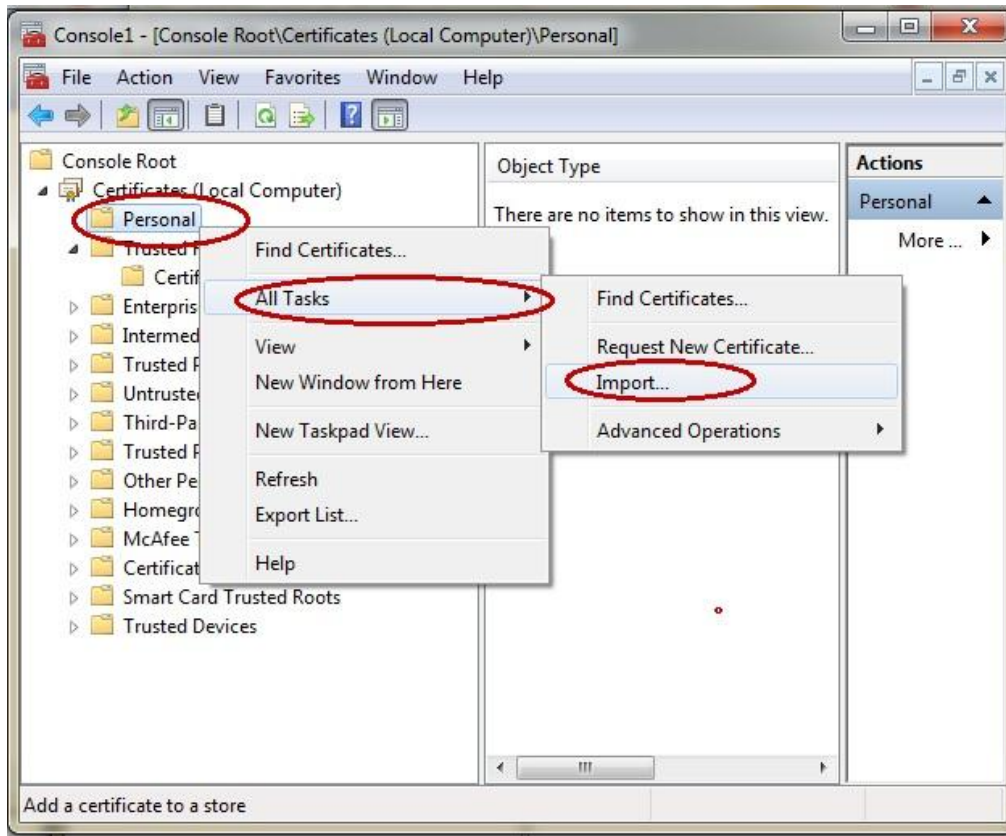 Console1 - [Console Root\Certificates (Local Computer)\Personal]
File Action View Favorites Window Help
Console Root
Certificates (Local Computer)
Personal
Trusted
Certif
Enterpris
Intermed
Trusted
Untruste
Third-Pa
Trusted
Other Pe
Homegro
McAfee
Certificat
Smart Card Trusted Roots
Trusted Devices
Object Type
There are no items to show in this view.
Actions
Personal
More ...
Find Certificates...
All Tasks
View
New Window from Here
New Taskpad View...
Refresh
Export List...
Help
Find Certificates...
Request New Certificate...
Import...
Advanced Operations
Add a certificate to a store